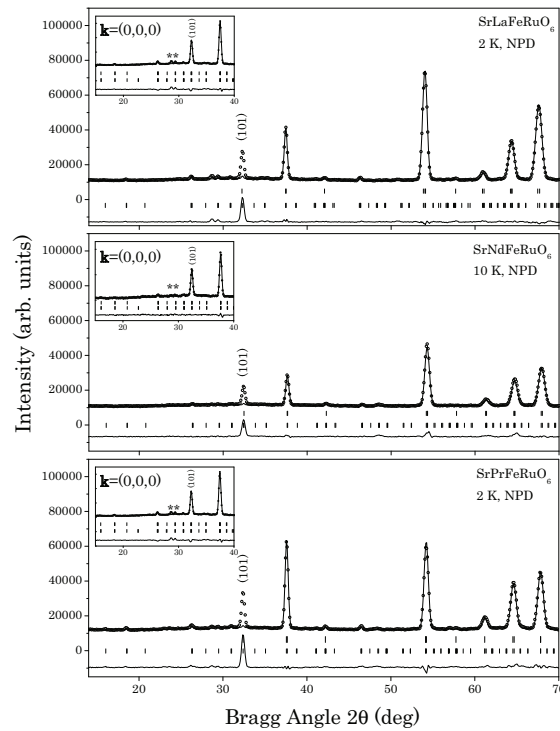 100000
80000
60000
40000
20000
0
k=(0,0,0)
**
(101)
15 20 30 40
(101)
SrLaFeRuO6
2 K, NPD
100000
80000
60000
40000
20000
0
k=(0,0,0)
**
(101)
15 20 30 40
(101)
SrNdFeRuO6
10 K, NPD
100000
80000
60000
40000
20000
0
k=(0,0,0)
**
(101)
15 20 30 40
(101)
SrPrFeRuO6
2 K, NPD
20 30 40 50 60 70
Intensity (arb. units)
Bragg Angle 2θ (deg)